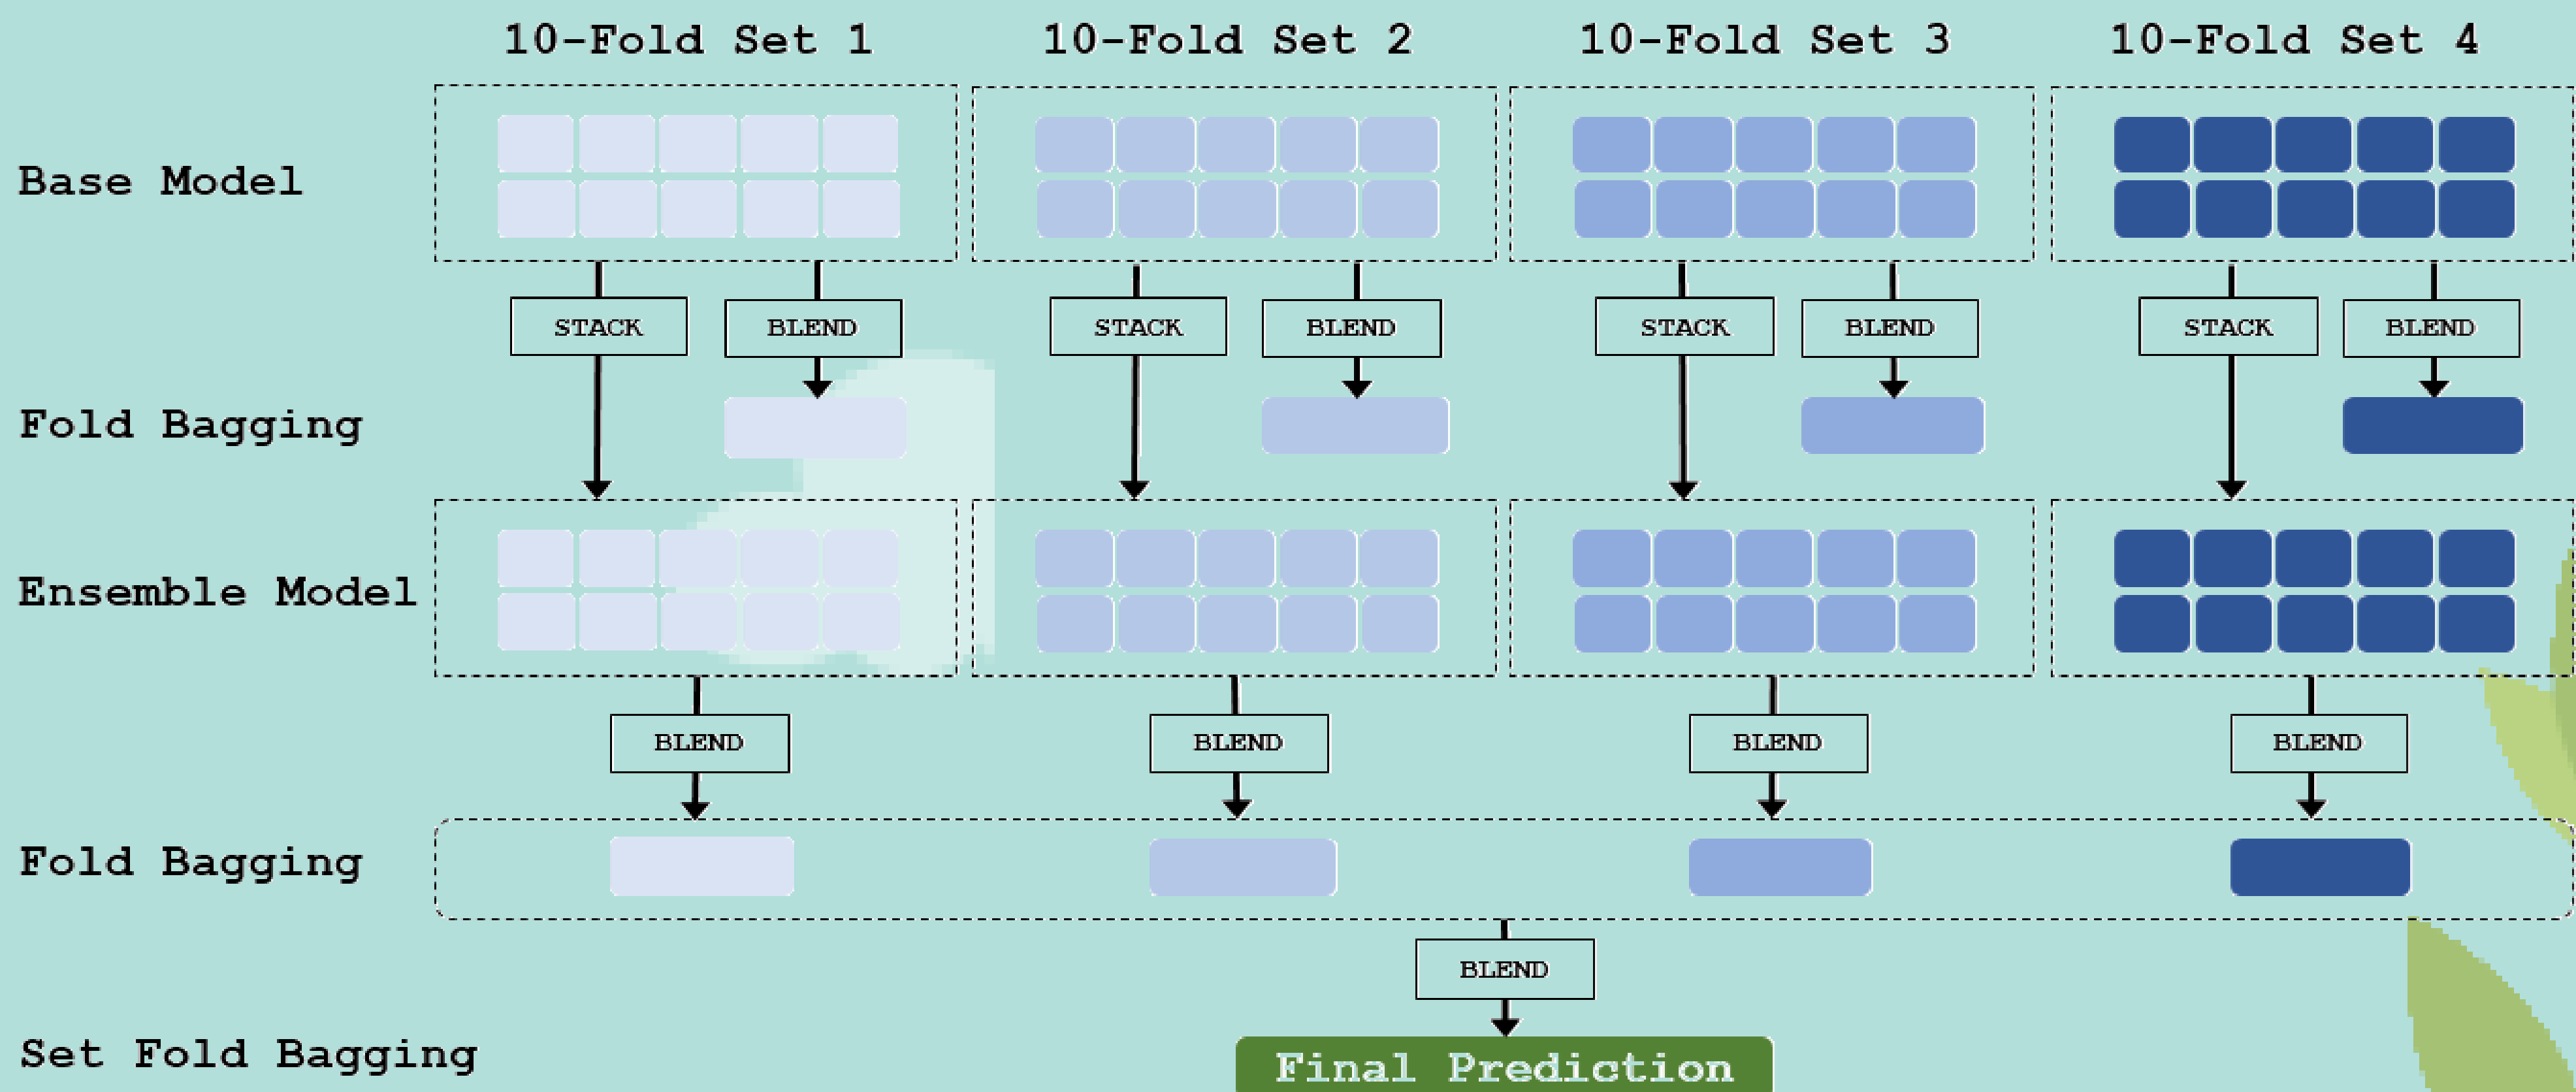 10-Fold Set 1 10-Fold Set 2 10-Fold Set 3 10-Fold Set 4
Base Model
STACK BLEND STACK BLEND STACK BLEND STACK BLEND
Fold Bagging
Ensemble Model
BLEND BLEND BLEND BLEND
Fold Bagging
BLEND
Set Fold Bagging
Final Prediction